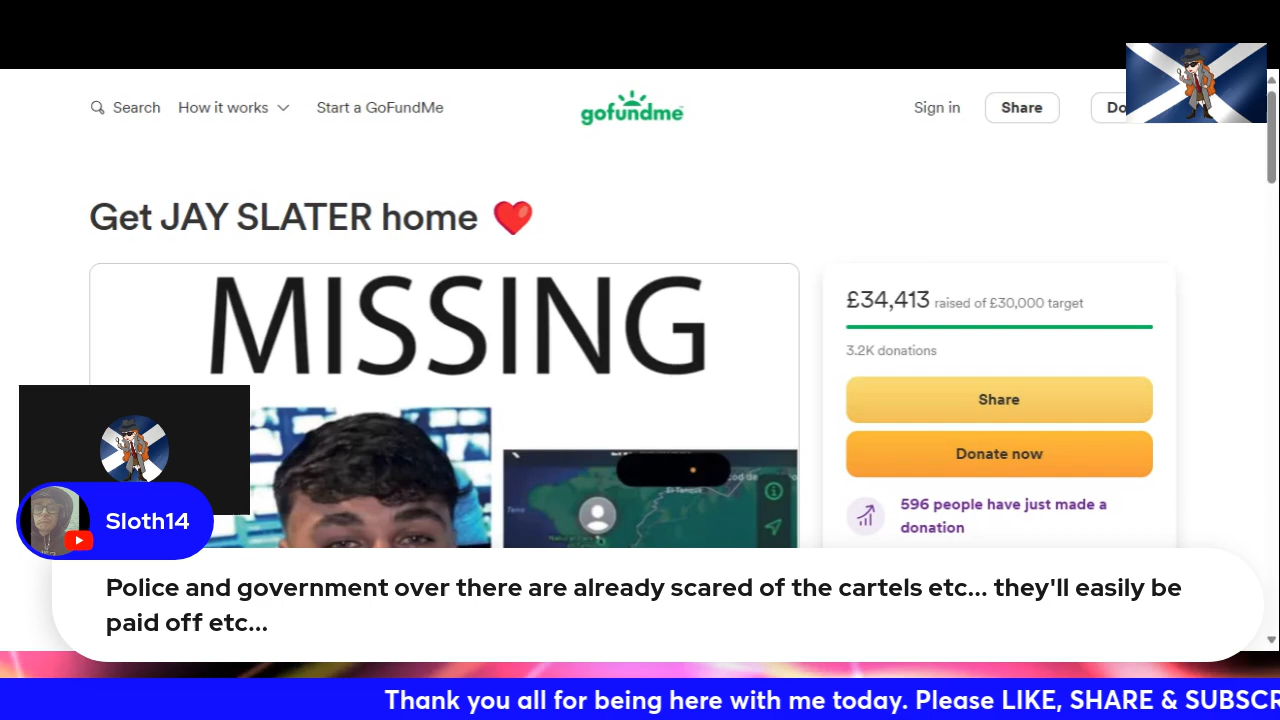 Search How it works Start a GoFundMe
gofundme
Sign in Share Do
Get JAY SLATER home ❤️
MISSING
£34,413 raised of £30,000 target
3.2K donations
Share
Donate now
596 people have just made a
donation
Sloth14
Police and government over there are already scared of the cartels etc... they'll easily be
paid off etc...
Thank you all for being here with me today. Please LIKE, SHARE & SUBSCR